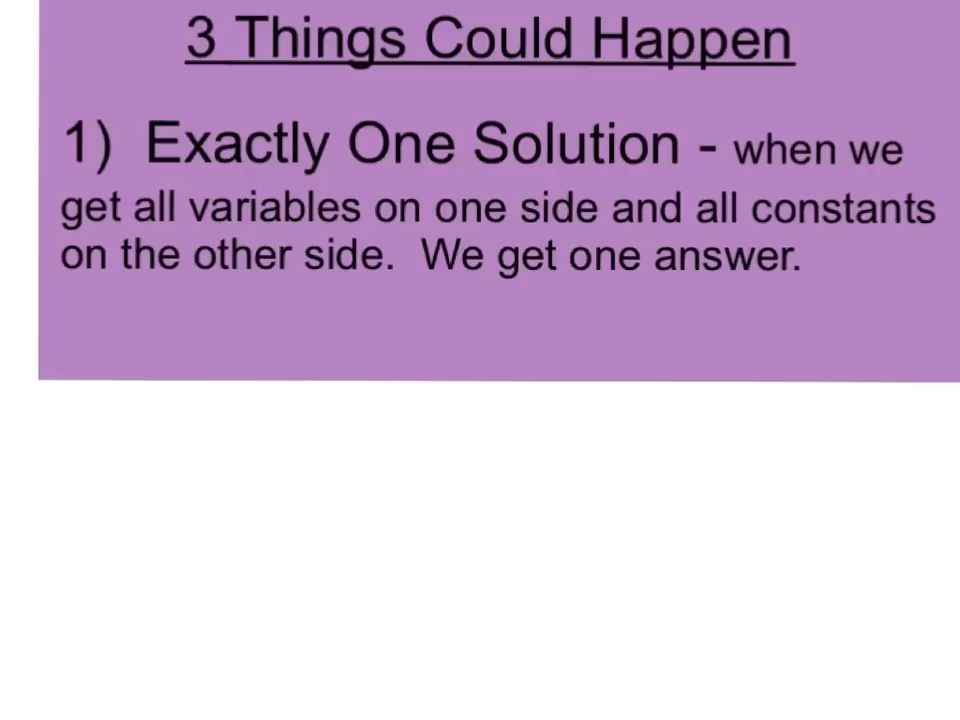 3 Things Could Happen
1) Exactly One Solution - when we
get all variables on one side and all constants
on the other side. We get one answer.